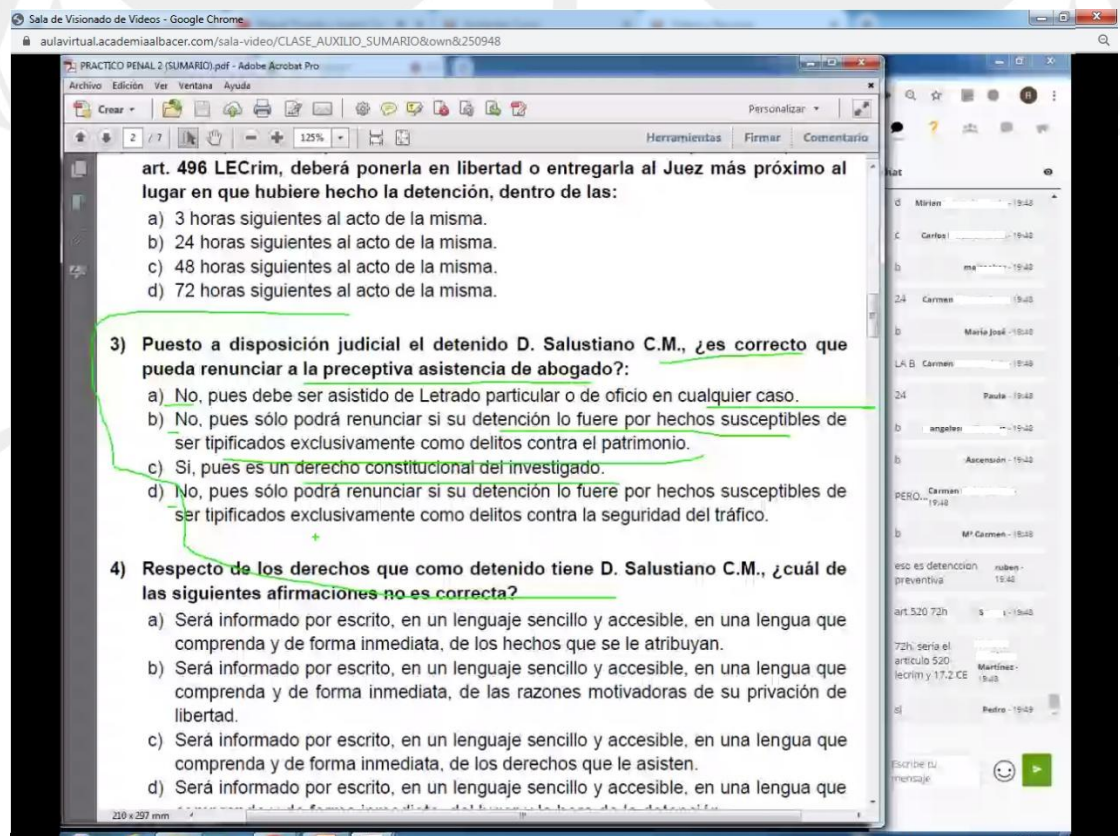 Sala de Visionado de Videos - Google Chrome
aulavirtual.academiaalbacer.com/sala-video/CLASE_AUXILIO_SUMARIO&own&250948
PRACTICO PENAL 2 (SUMARIO).pdf - Adobe Acrobat Pro
Archivo Edición Ver Ventana Ayuda
Crear
Personalizar
2 / 7
125%
Herramientas Firmar Comentario
art. 496 LECrim, deberá ponerla en libertad o entregarla al Juez más próximo al
lugar en que hubiere hecho la detención, dentro de las:
a) 3 horas siguientes al acto de la misma.
b) 24 horas siguientes al acto de la misma.
c) 48 horas siguientes al acto de la misma.
d) 72 horas siguientes al acto de la misma.
3) Puesto a disposición judicial el detenido D. Salustiano C.M., ¿es correcto que
pueda renunciar a la preceptiva asistencia de abogado?:
a) No, pues debe ser asistido de Letrado particular o de oficio en cualquier caso.
b) No, pues sólo podrá renunciar si su detención lo fuere por hechos susceptibles de
ser tipificados exclusivamente como delitos contra el patrimonio.
c) Si, pues es un derecho constitucional del investigado.
d) No, pues sólo podrá renunciar si su detención lo fuere por hechos susceptibles de
ser tipificados exclusivamente como delitos contra la seguridad del tráfico.
4) Respecto de los derechos que como detenido tiene D. Salustiano C.M., ¿cuál de
las siguientes afirmaciones no es correcta?
a) Será informado por escrito, en un lenguaje sencillo y accesible, en una lengua que
comprenda y de forma inmediata, de los hechos que se le atribuyan.
b) Será informado por escrito, en un lenguaje sencillo y accesible, en una lengua que
comprenda y de forma inmediata, de las razones motivadoras de su privación de
libertad.
c) Será informado por escrito, en un lenguaje sencillo y accesible, en una lengua que
comprenda y de forma inmediata, de los derechos que le asisten.
d) Será informado por escrito, en un lenguaje sencillo y accesible, en una lengua que
210 x 297 mm
hat
d Mirian - 19:48
c Carlos - 19:48
b - 19:48
24 Carmen 19:48
b María José - 19:48
LA B Carmen - 19:48
24 Paula - 19:48
b angeles - 19:48
b Ascensión - 19:48
PERO... Carmen
19:48
b Mª Carmen - 19:48
eso es detencción ruben -
preventiva 19:48
art.520 72h s - 19:48
72h. sería el
articulo 520 Martínez -
lecrim y 17.2 CE 19:48
si Pedro - 19:49
Escribe tu
mensaje